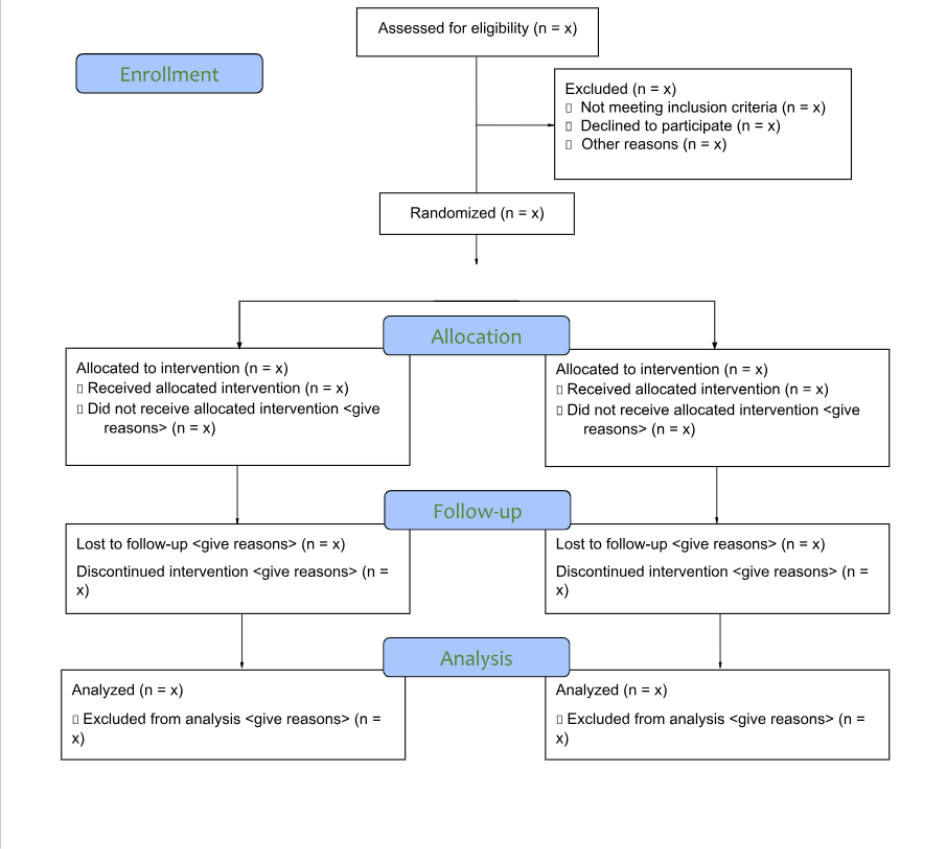 Assessed for eligibility (n = x)
Enrollment
Excluded (n = x)
▯ Not meeting inclusion criteria (n = x)
▯ Declined to participate (n = x)
▯ Other reasons (n = x)
Randomized (n = x)
Allocation
Allocated to intervention (n = x)
▯ Received allocated intervention (n = x)
▯ Did not receive allocated intervention <give
reasons> (n = x)
Allocated to intervention (n = x)
▯ Received allocated intervention (n = x)
▯ Did not receive allocated intervention <give
reasons> (n = x)
Follow-up
Lost to follow-up <give reasons> (n = x)
Discontinued intervention <give reasons> (n =
x)
Lost to follow-up <give reasons> (n = x)
Discontinued intervention <give reasons> (n =
x)
Analysis
Analyzed (n = x)
▯ Excluded from analysis <give reasons> (n =
x)
Analyzed (n = x)
▯ Excluded from analysis <give reasons> (n =
x)